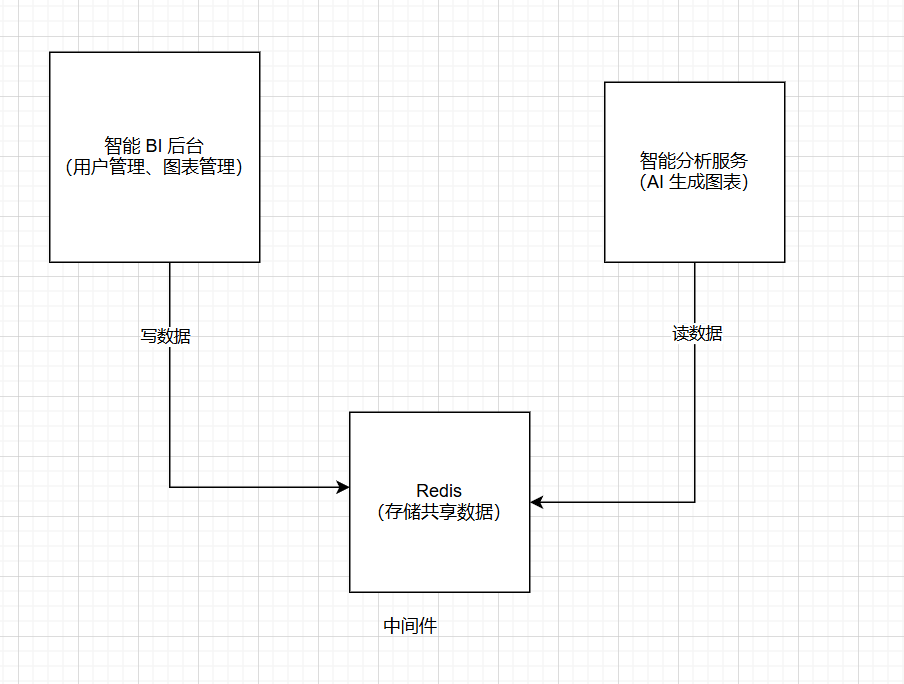 智能 BI 后台
（用户管理、图表管理）
智能分析服务
（AI 生成图表）
写数据
读数据
Redis
（存储共享数据）
中间件